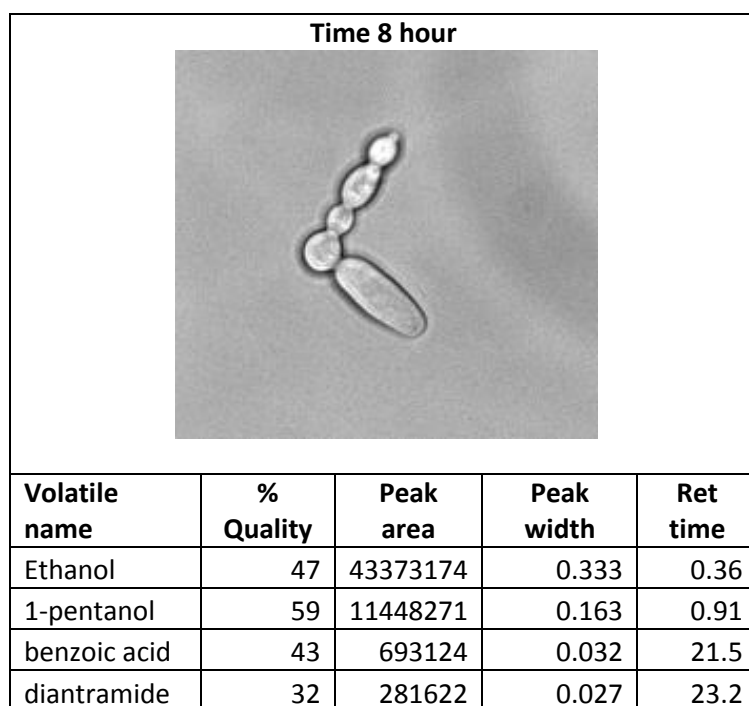 Time 8 hour
Volatile name % Quality Peak area Peak width Ret time
Ethanol 47 43373174 0.333 0.36
1-pentanol 59 11448271 0.163 0.91
benzoic acid 43 693124 0.032 21.5
diantramide 32 281622 0.027 23.2